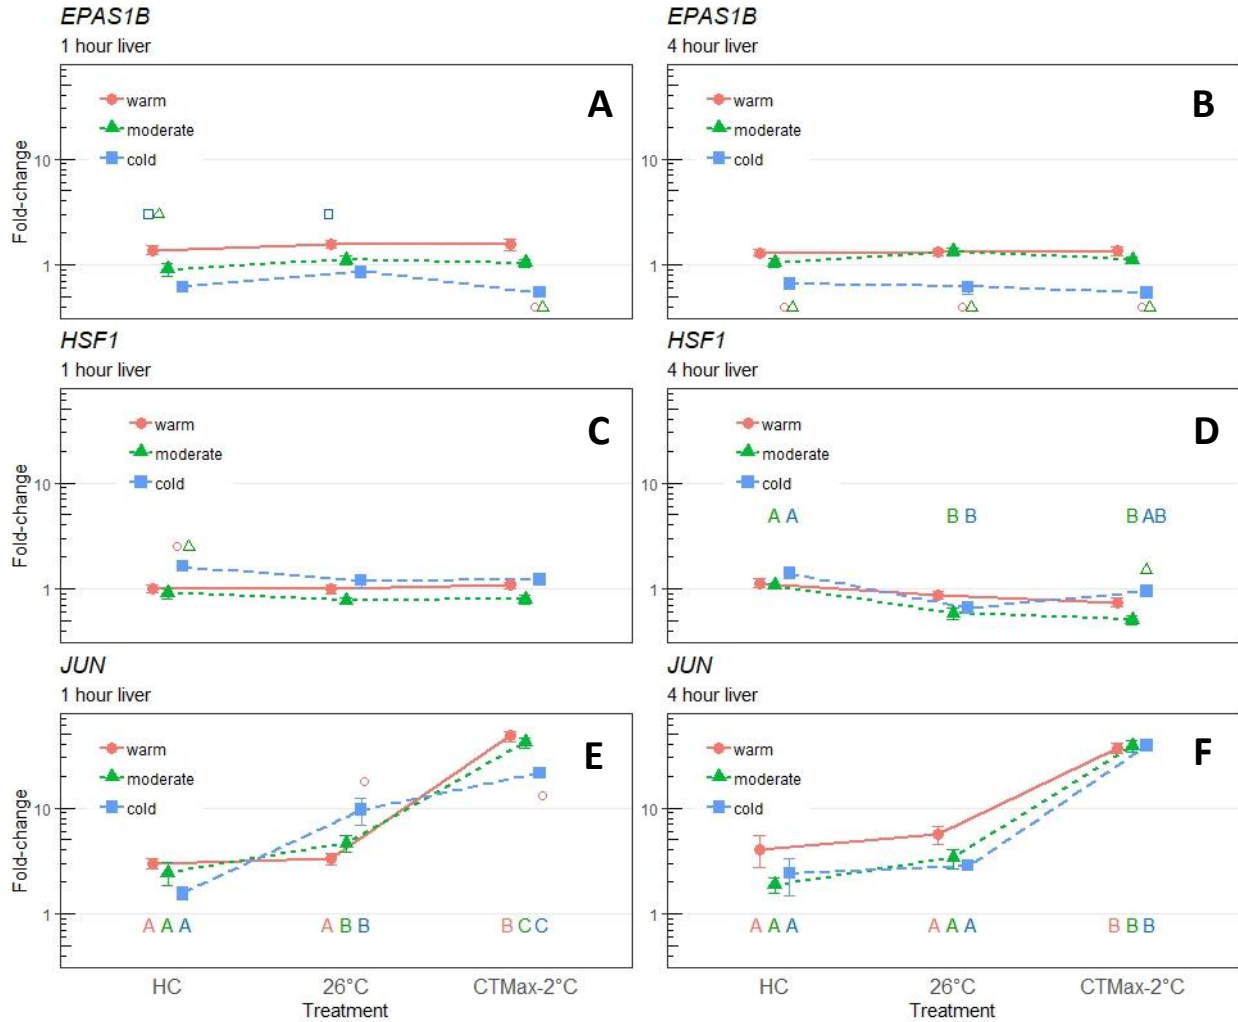 EPAS1B
1 hour liver
A
warm
moderate
cold
10
1
Fold-change
EPAS1B
4 hour liver
B
warm
moderate
cold
10
1
HSF1
1 hour liver
C
warm
moderate
cold
10
1
Fold-change
HSF1
4 hour liver
D
warm
moderate
cold
10
A A
B B
B AB
1
JUN
1 hour liver
E
warm
moderate
cold
10
1
Fold-change
A A A
A B B
B C C
HC
26°C
CTMax-2°C
Treatment
JUN
4 hour liver
F
warm
moderate
cold
10
1
A A A
A A A
B B B
HC
26°C
CTMax-2°C
Treatment